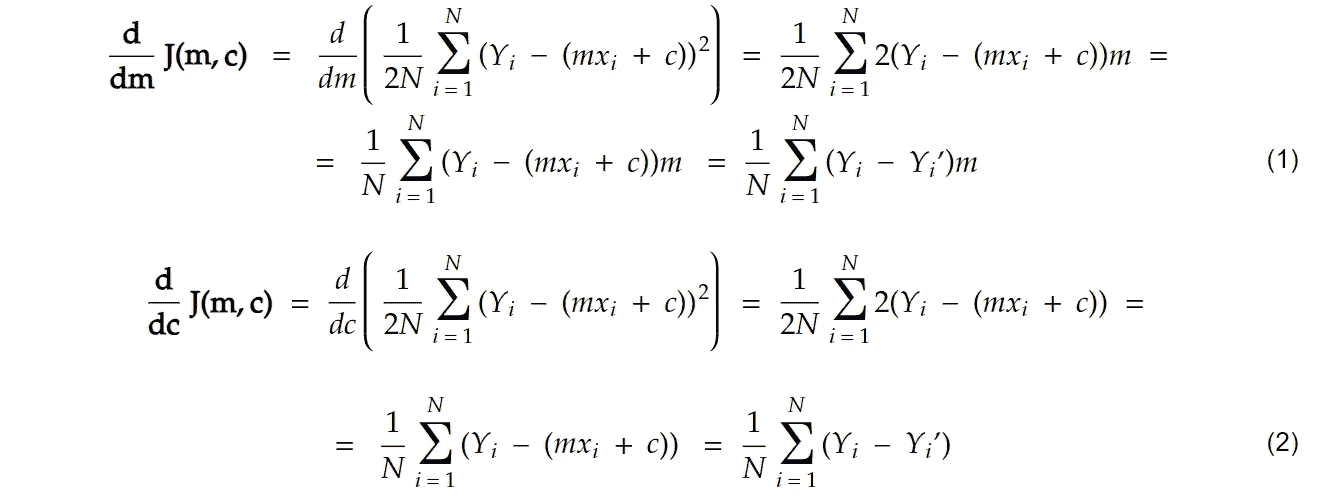 d/dm J(m, c) = d/dm ( 1/2N ∑_{i = 1}^{N} (Y_i − (mx_i + c))^2 ) = 1/2N ∑_{i = 1}^{N} 2(Y_i − (mx_i + c))m =
= 1/N ∑_{i = 1}^{N} (Y_i − (mx_i + c))m = 1/N ∑_{i = 1}^{N} (Y_i − Y_i’)m (1)
d/dc J(m, c) = d/dc ( 1/2N ∑_{i = 1}^{N} (Y_i − (mx_i + c))^2 ) = 1/2N ∑_{i = 1}^{N} 2(Y_i − (mx_i + c)) =
= 1/N ∑_{i = 1}^{N} (Y_i − (mx_i + c)) = 1/N ∑_{i = 1}^{N} (Y_i − Y_i’) (2)